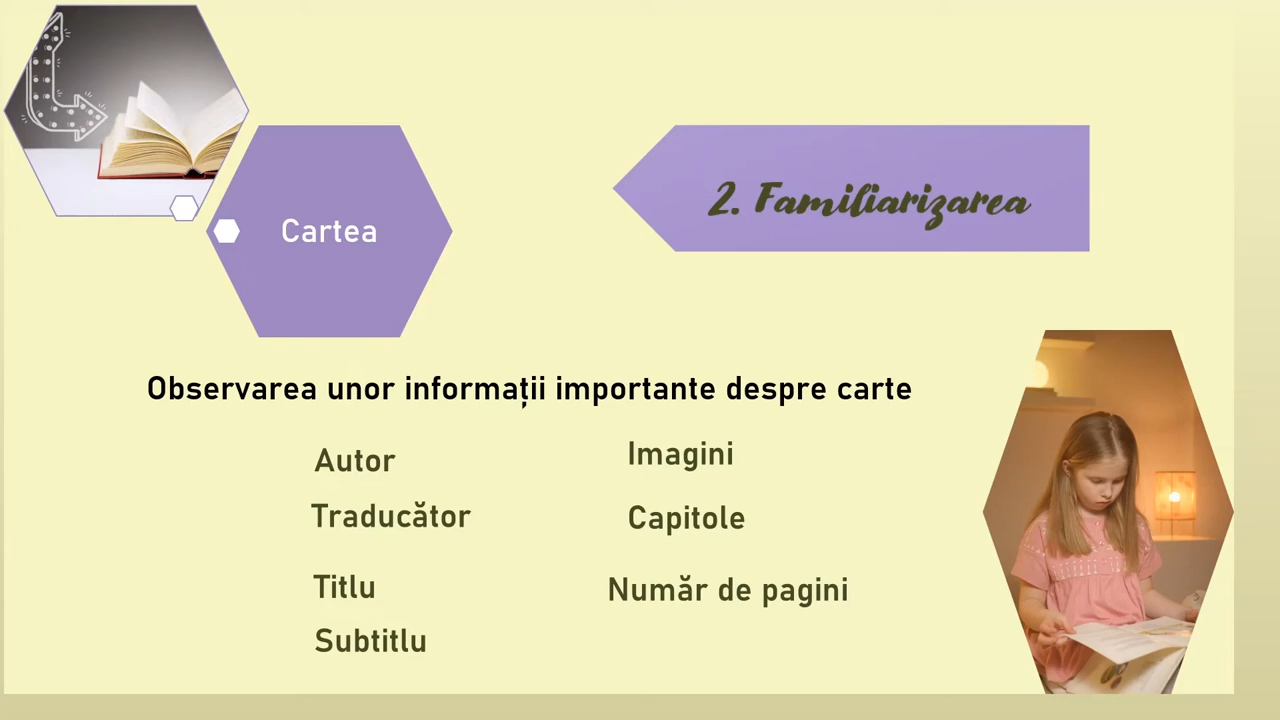 Cartea
2. Familiarizarea
Observarea unor informații importante despre carte
Autor
Traducător
Titlu
Subtitlu
Imagini
Capitole
Număr de pagini